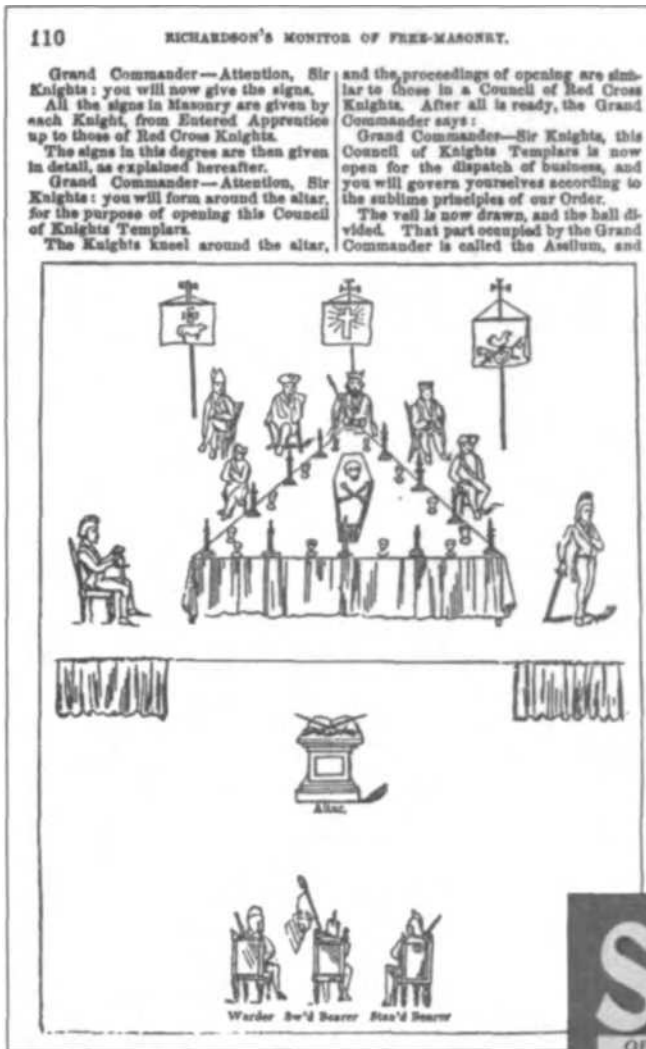 110
RICHARDSON'S MONITOR OF FREE-MASONRY.
Grand Commander—Attention, Sir
Knights: you will now give the signs.
All the signs in Masonry are given by
each Knight, from Entered Apprentice
up to those of Red Cross Knights.
The signs in this degree are then given
in detail, as explained hereafter.
Grand Commander—Attention, Sir
Knights: you will form around the altar,
for the purpose of opening this Council
of Knights Templars.
The Knights kneel around the altar,
and the proceedings of opening are simi-
lar to those in a Council of Red Cross
Knights. After all is ready, the Grand
Commander says:
Grand Commander—Sir Knights, this
Council of Knights Templars is now
open for the dispatch of business, and
you will govern yourselves according to
the sublime principles of our Order.
The veil is now drawn, and the hall di-
vided. That part occupied by the Grand
Commander is called the Assilum, and
Altar.
Warder Sw'd Bearer Stan'd Bearer
S